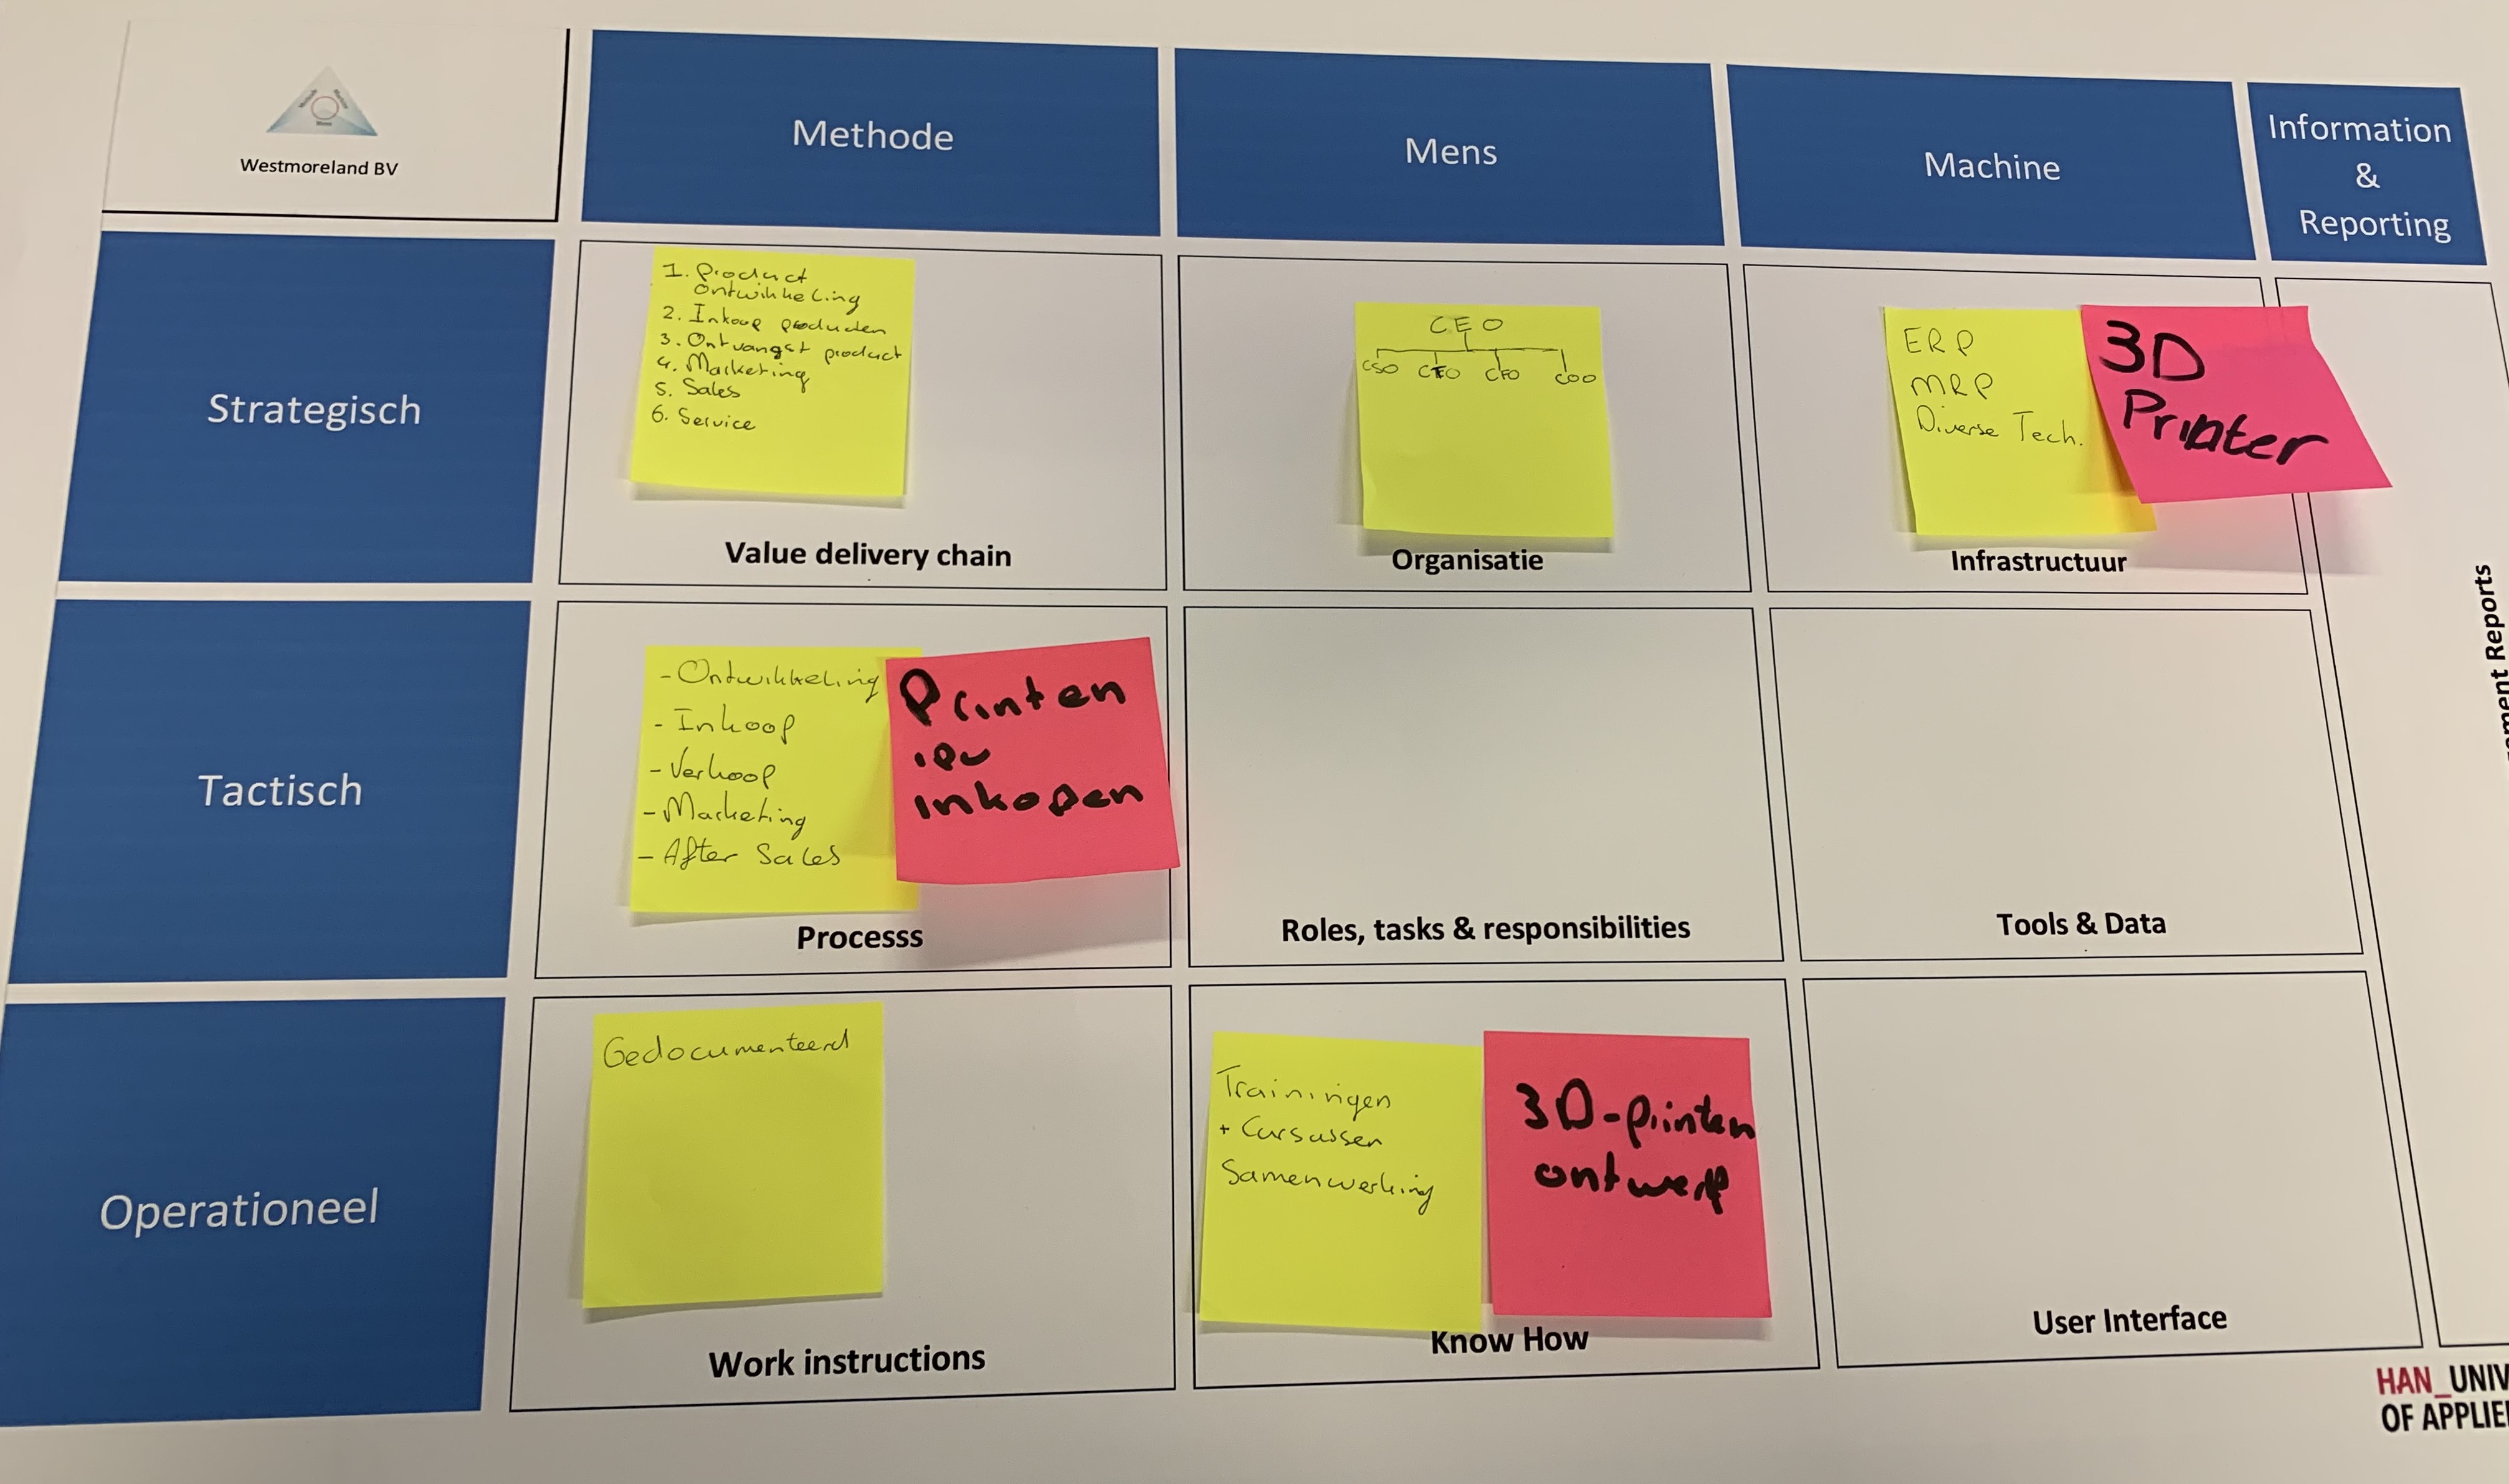 Westmoreland BV
Methode
Mens
Machine
Information
&
Reporting
Strategisch
1. Product
ontwikkeling
2. Inkoop producten
3. Ontvangst product
4. Marketing
5. Sales
6. Service
Value delivery chain
CEO
CSO CTO CFO COO
Organisatie
ERP
MRP
Diverse Tech.
3D
Printer
Infrastructuur
Tactisch
- Ontwikkeling
- Inkoop
- Verkoop
- Marketing
- After Sales
Printen
ipv
inkopen
Processs
Roles, tasks & responsibilities
Tools & Data
ment Reports
Operationeel
Gedocumenteerd
Work instructions
Trainingen
+ Cursussen
Samenwerking
3D-printen
ontwerp
Know How
User Interface
HAN_UNIV
OF APPLIE